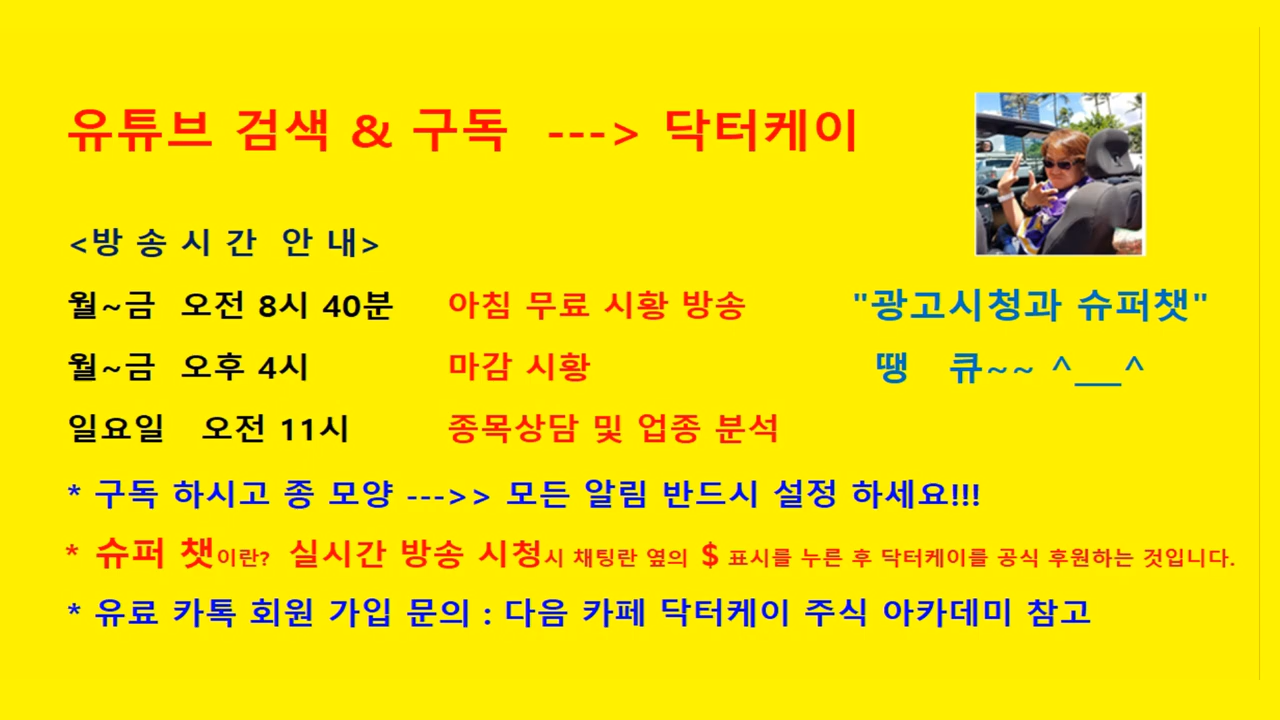 유튜브 검색 & 구독 ---> 닥터케이
<방 송 시 간 안 내>
월~금 오전 8시 40분 아침 무료 시황 방송
월~금 오후 4시 마감 시황
일요일 오전 11시 종목상담 및 업종 분석
"광고시청과 슈퍼챗"
땡 큐~~ ^__^
* 구독 하시고 종 모양 --->> 모든 알림 반드시 설정 하세요!!!
* 슈퍼 챗이란? 실시간 방송 시청시 채팅란 옆의 $ 표시를 누른 후 닥터케이를 공식 후원하는 것입니다.
* 유료 카톡 회원 가입 문의 : 다음 카페 닥터케이 주식 아카데미 참고